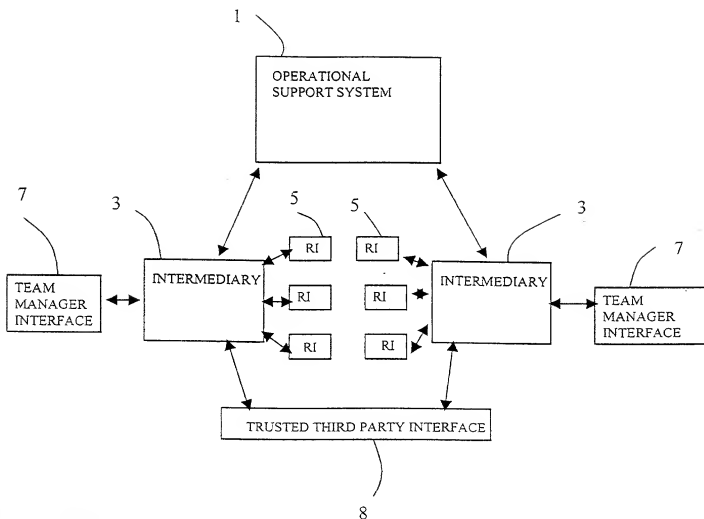 1
OPERATIONAL
SUPPORT SYSTEM
7
3
5
5
3
7
RI
RI
INTERMEDIARY
INTERMEDIARY
TEAM
MANAGER
INTERFACE
RI
RI
TEAM
MANAGER
INTERFACE
RI
RI
TRUSTED THIRD PARTY INTERFACE
8